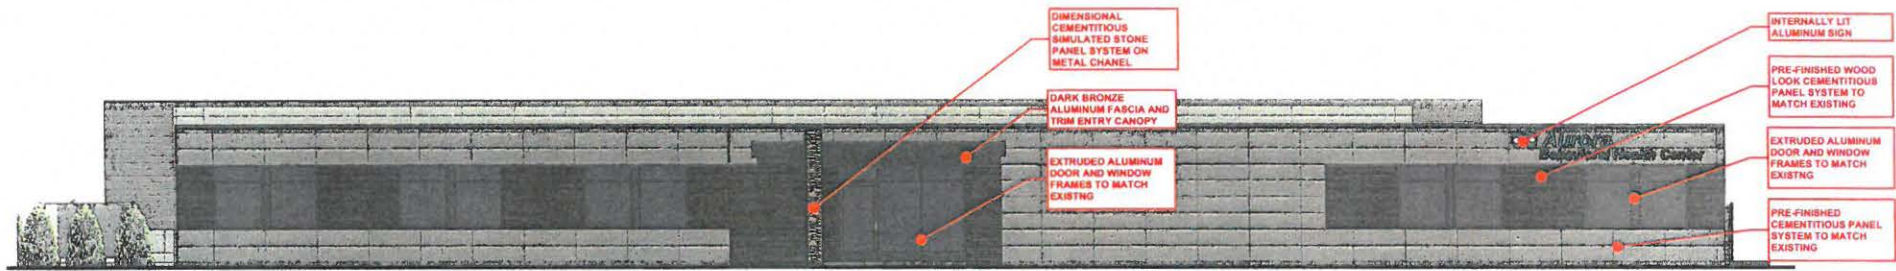 DIMENSIONAL
CEMENTITIOUS
SIMULATED STONE
PANEL SYSTEM ON
METAL CHANEL
DARK BRONZE
ALUMINUM FASCIA AND
TRIM ENTRY CANOPY
EXTRUDED ALUMINUM
DOOR AND WINDOW
FRAMES TO MATCH
EXISTNG
INTERNALLY LIT
ALUMINUM SIGN
PRE-FINISHED WOOD
LOOK CEMENTITIOUS
PANEL SYSTEM TO
MATCH EXISTING
EXTRUDED ALUMINUM
DOOR AND WINDOW
FRAMES TO MATCH
EXISTNG
PRE-FINISHED
CEMENTITIOUS PANEL
SYSTEM TO MATCH
EXISTING
Aurora
Behavioral Health Center